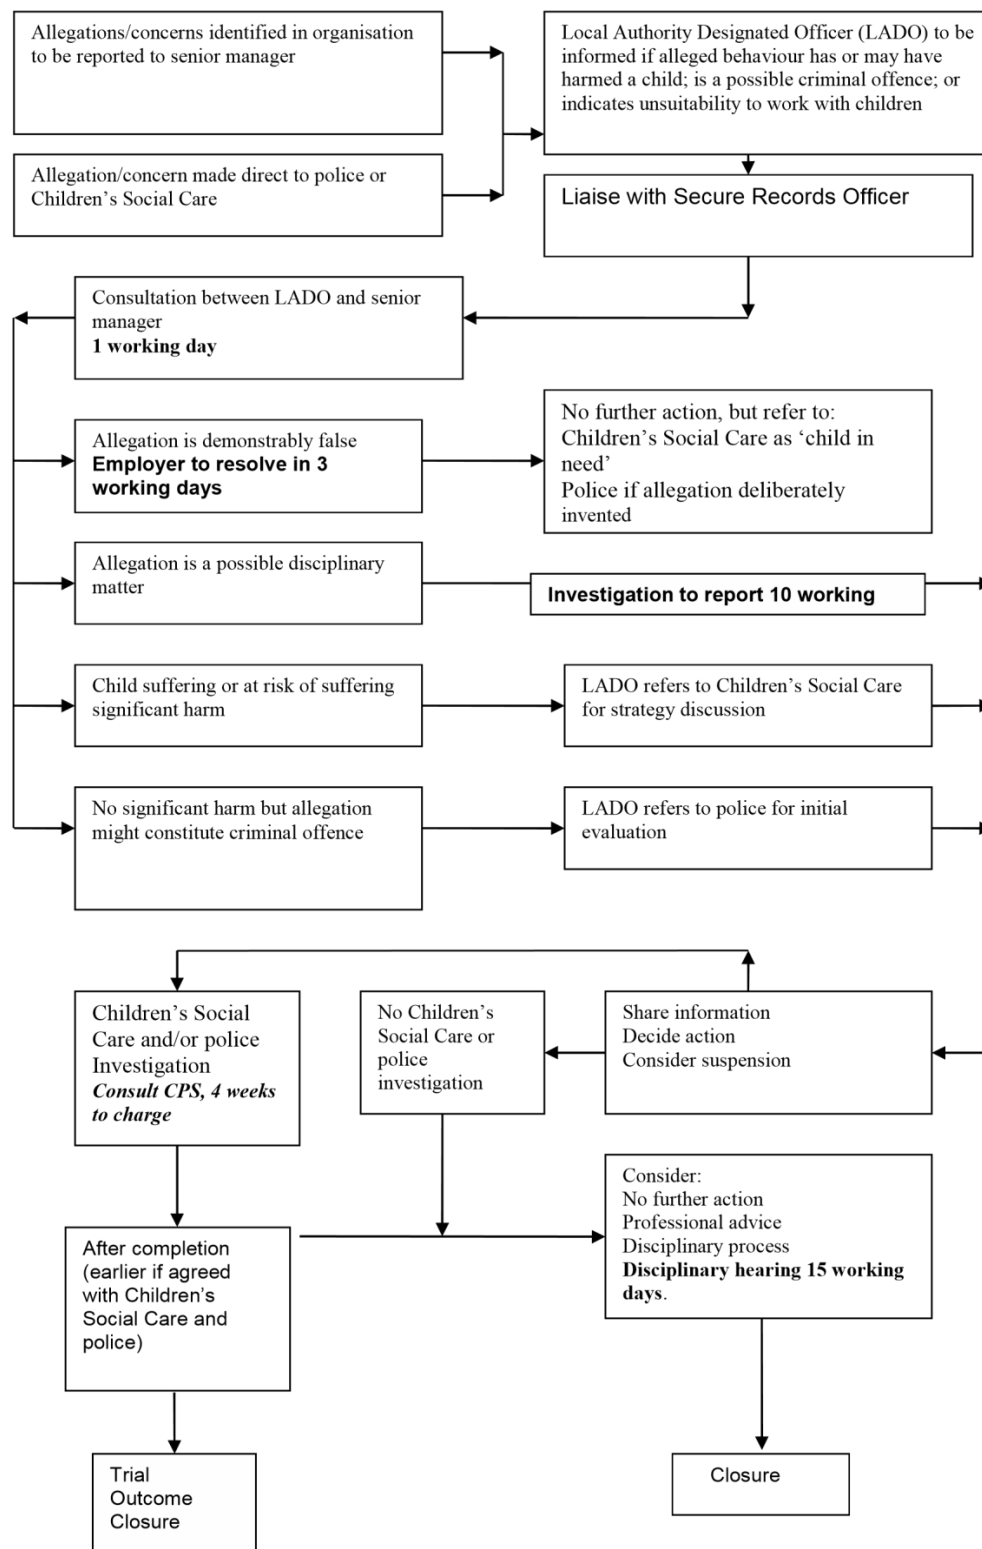 Allegations/concerns identified in organisation
to be reported to senior manager
Local Authority Designated Officer (LADO) to be
informed if alleged behaviour has or may have
harmed a child; is a possible criminal offence; or
indicates unsuitability to work with children
Allegation/concern made direct to police or
Children’s Social Care
Liaise with Secure Records Officer
Consultation between LADO and senior
manager
1 working day
Allegation is demonstrably false
Employer to resolve in 3
working days
No further action, but refer to:
Children’s Social Care as ‘child in
need’
Police if allegation deliberately
invented
Allegation is a possible disciplinary
matter
Investigation to report 10 working
Child suffering or at risk of suffering
significant harm
LADO refers to Children’s Social Care
for strategy discussion
No significant harm but allegation
might constitute criminal offence
LADO refers to police for initial
evaluation
Children’s Social
Care and/or police
Investigation
Consult CPS, 4 weeks
to charge
No Children’s
Social Care or
police
investigation
Share information
Decide action
Consider suspension
After completion
(earlier if agreed
with Children’s
Social Care and
police)
Consider:
No further action
Professional advice
Disciplinary process
Disciplinary hearing 15 working
days.
Trial
Outcome
Closure
Closure